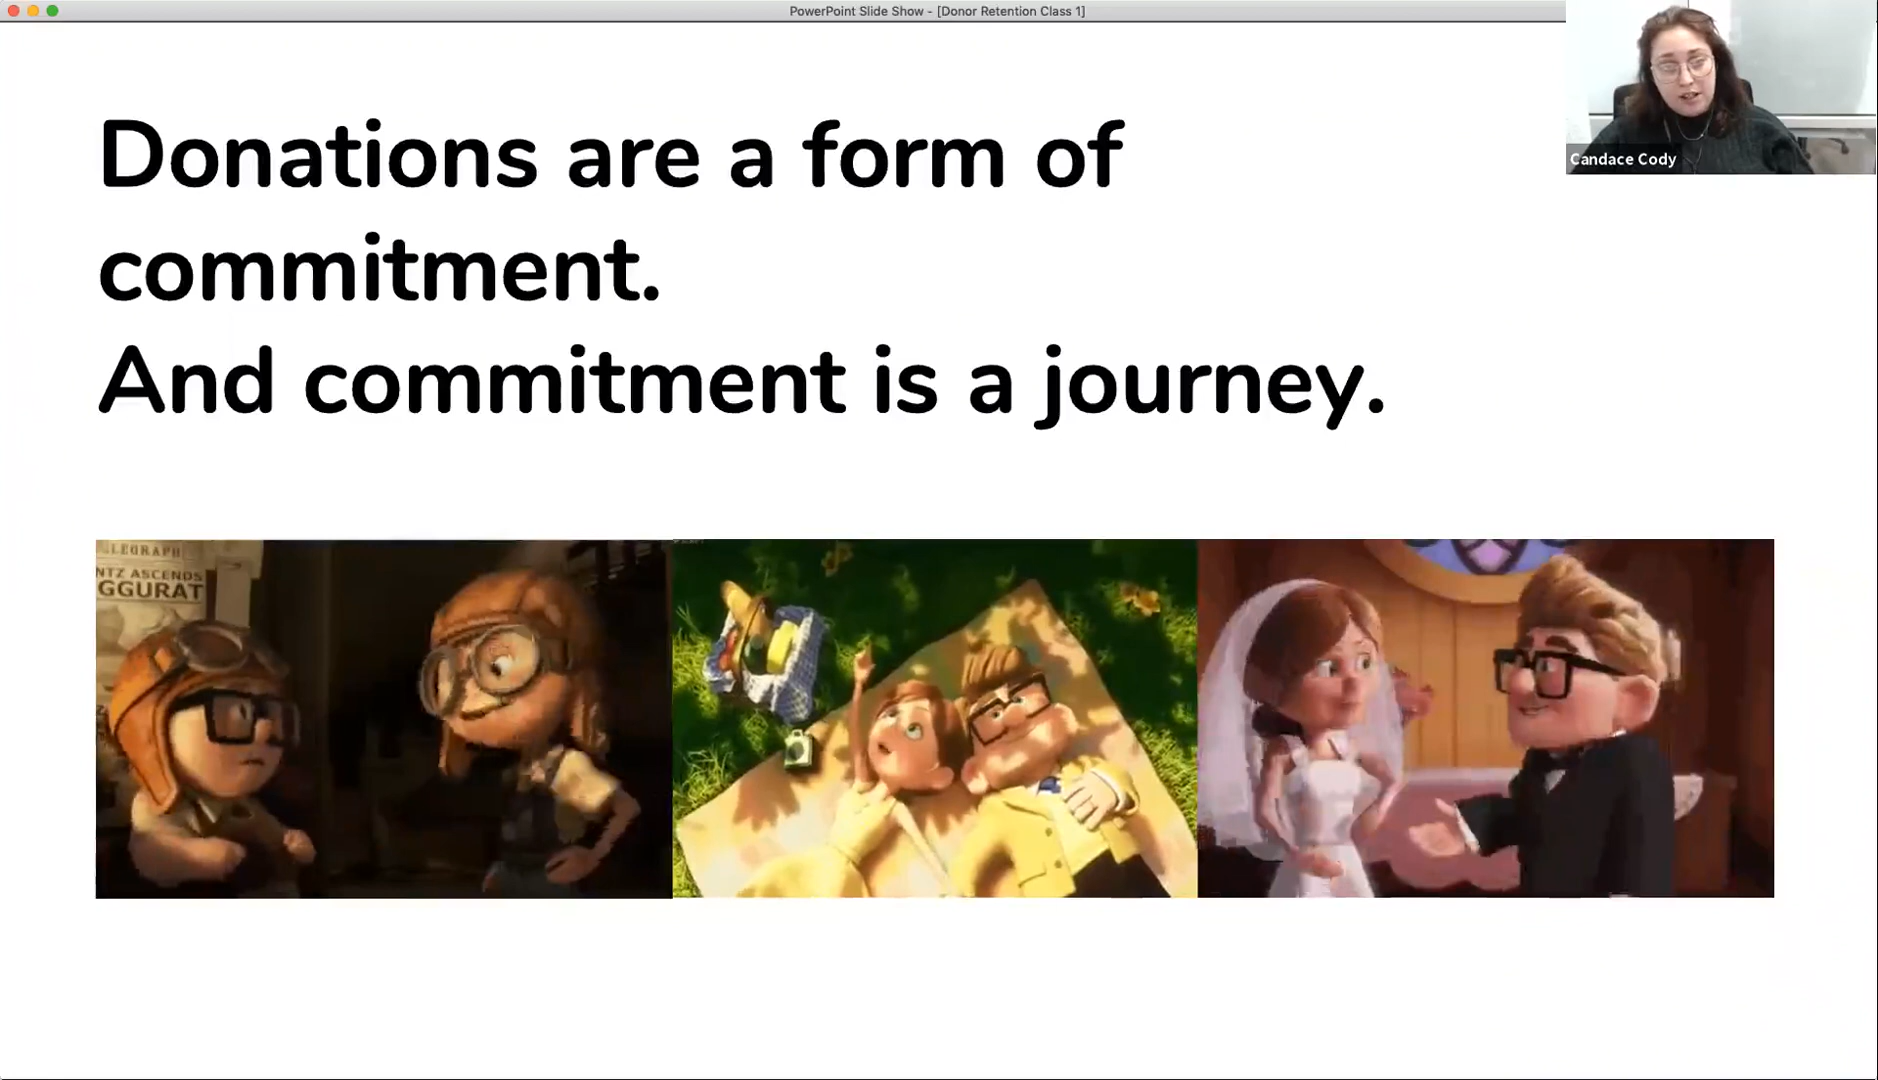 PowerPoint Slide Show - [Donor Retention Class 1]
Candace Cody
Donations are a form of
commitment.
And commitment is a journey.
LEGRAPH
NTZ ASCENDS
GGURAT